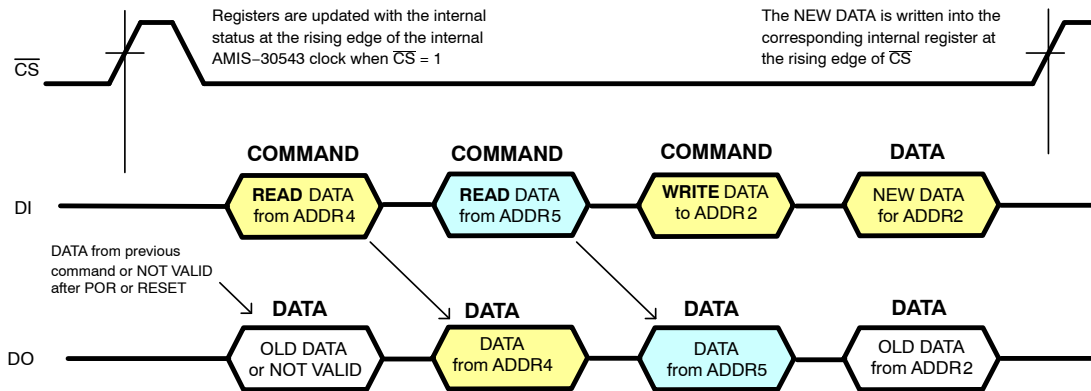 Registers are updated with the internal
status at the rising edge of the internal
AMIS−30543 clock when C̅S̅ = 1
The NEW DATA is written into the
corresponding internal register at
the rising edge of C̅S̅
C̅S̅
COMMAND
COMMAND
COMMAND
DATA
DI
READ DATA
from ADDR4
READ DATA
from ADDR5
WRITE DATA
to ADDR2
NEW DATA
for ADDR2
DATA from previous
command or NOT VALID
after POR or RESET
DATA
DATA
DATA
DATA
DO
OLD DATA
or NOT VALID
DATA
from ADDR4
DATA
from ADDR5
OLD DATA
from ADDR2